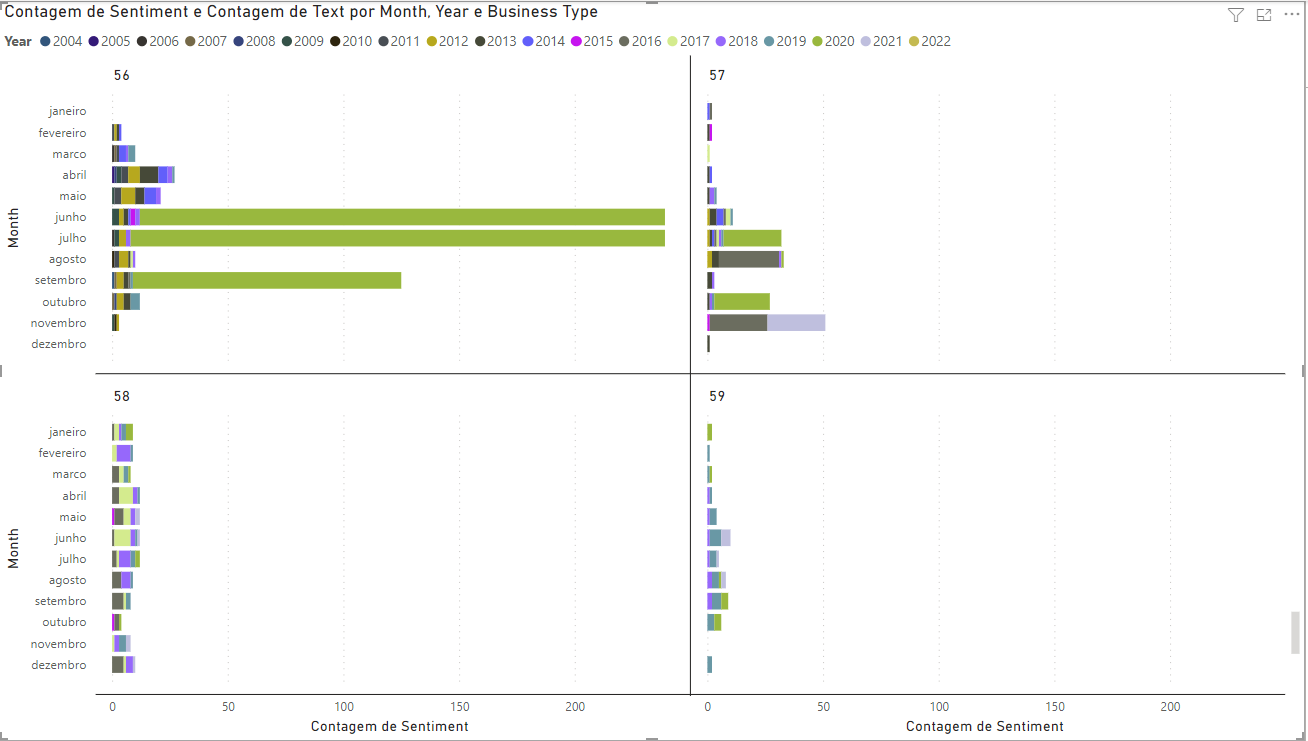 Contagem de Sentiment e Contagem de Text por Month, Year e Business Type
Year 2004 2005 2006 2007 2008 2009 2010 2011 2012 2013 2014 2015 2016 2017 2018 2019 2020 2021 2022
56
57
Month
janeiro
fevereiro
marco
abril
maio
junho
julho
agosto
setembro
outubro
novembro
dezembro
58
59
Month
janeiro
fevereiro
marco
abril
maio
junho
julho
agosto
setembro
outubro
novembro
dezembro
0 50 100 150 200
0 50 100 150 200
Contagem de Sentiment
Contagem de Sentiment